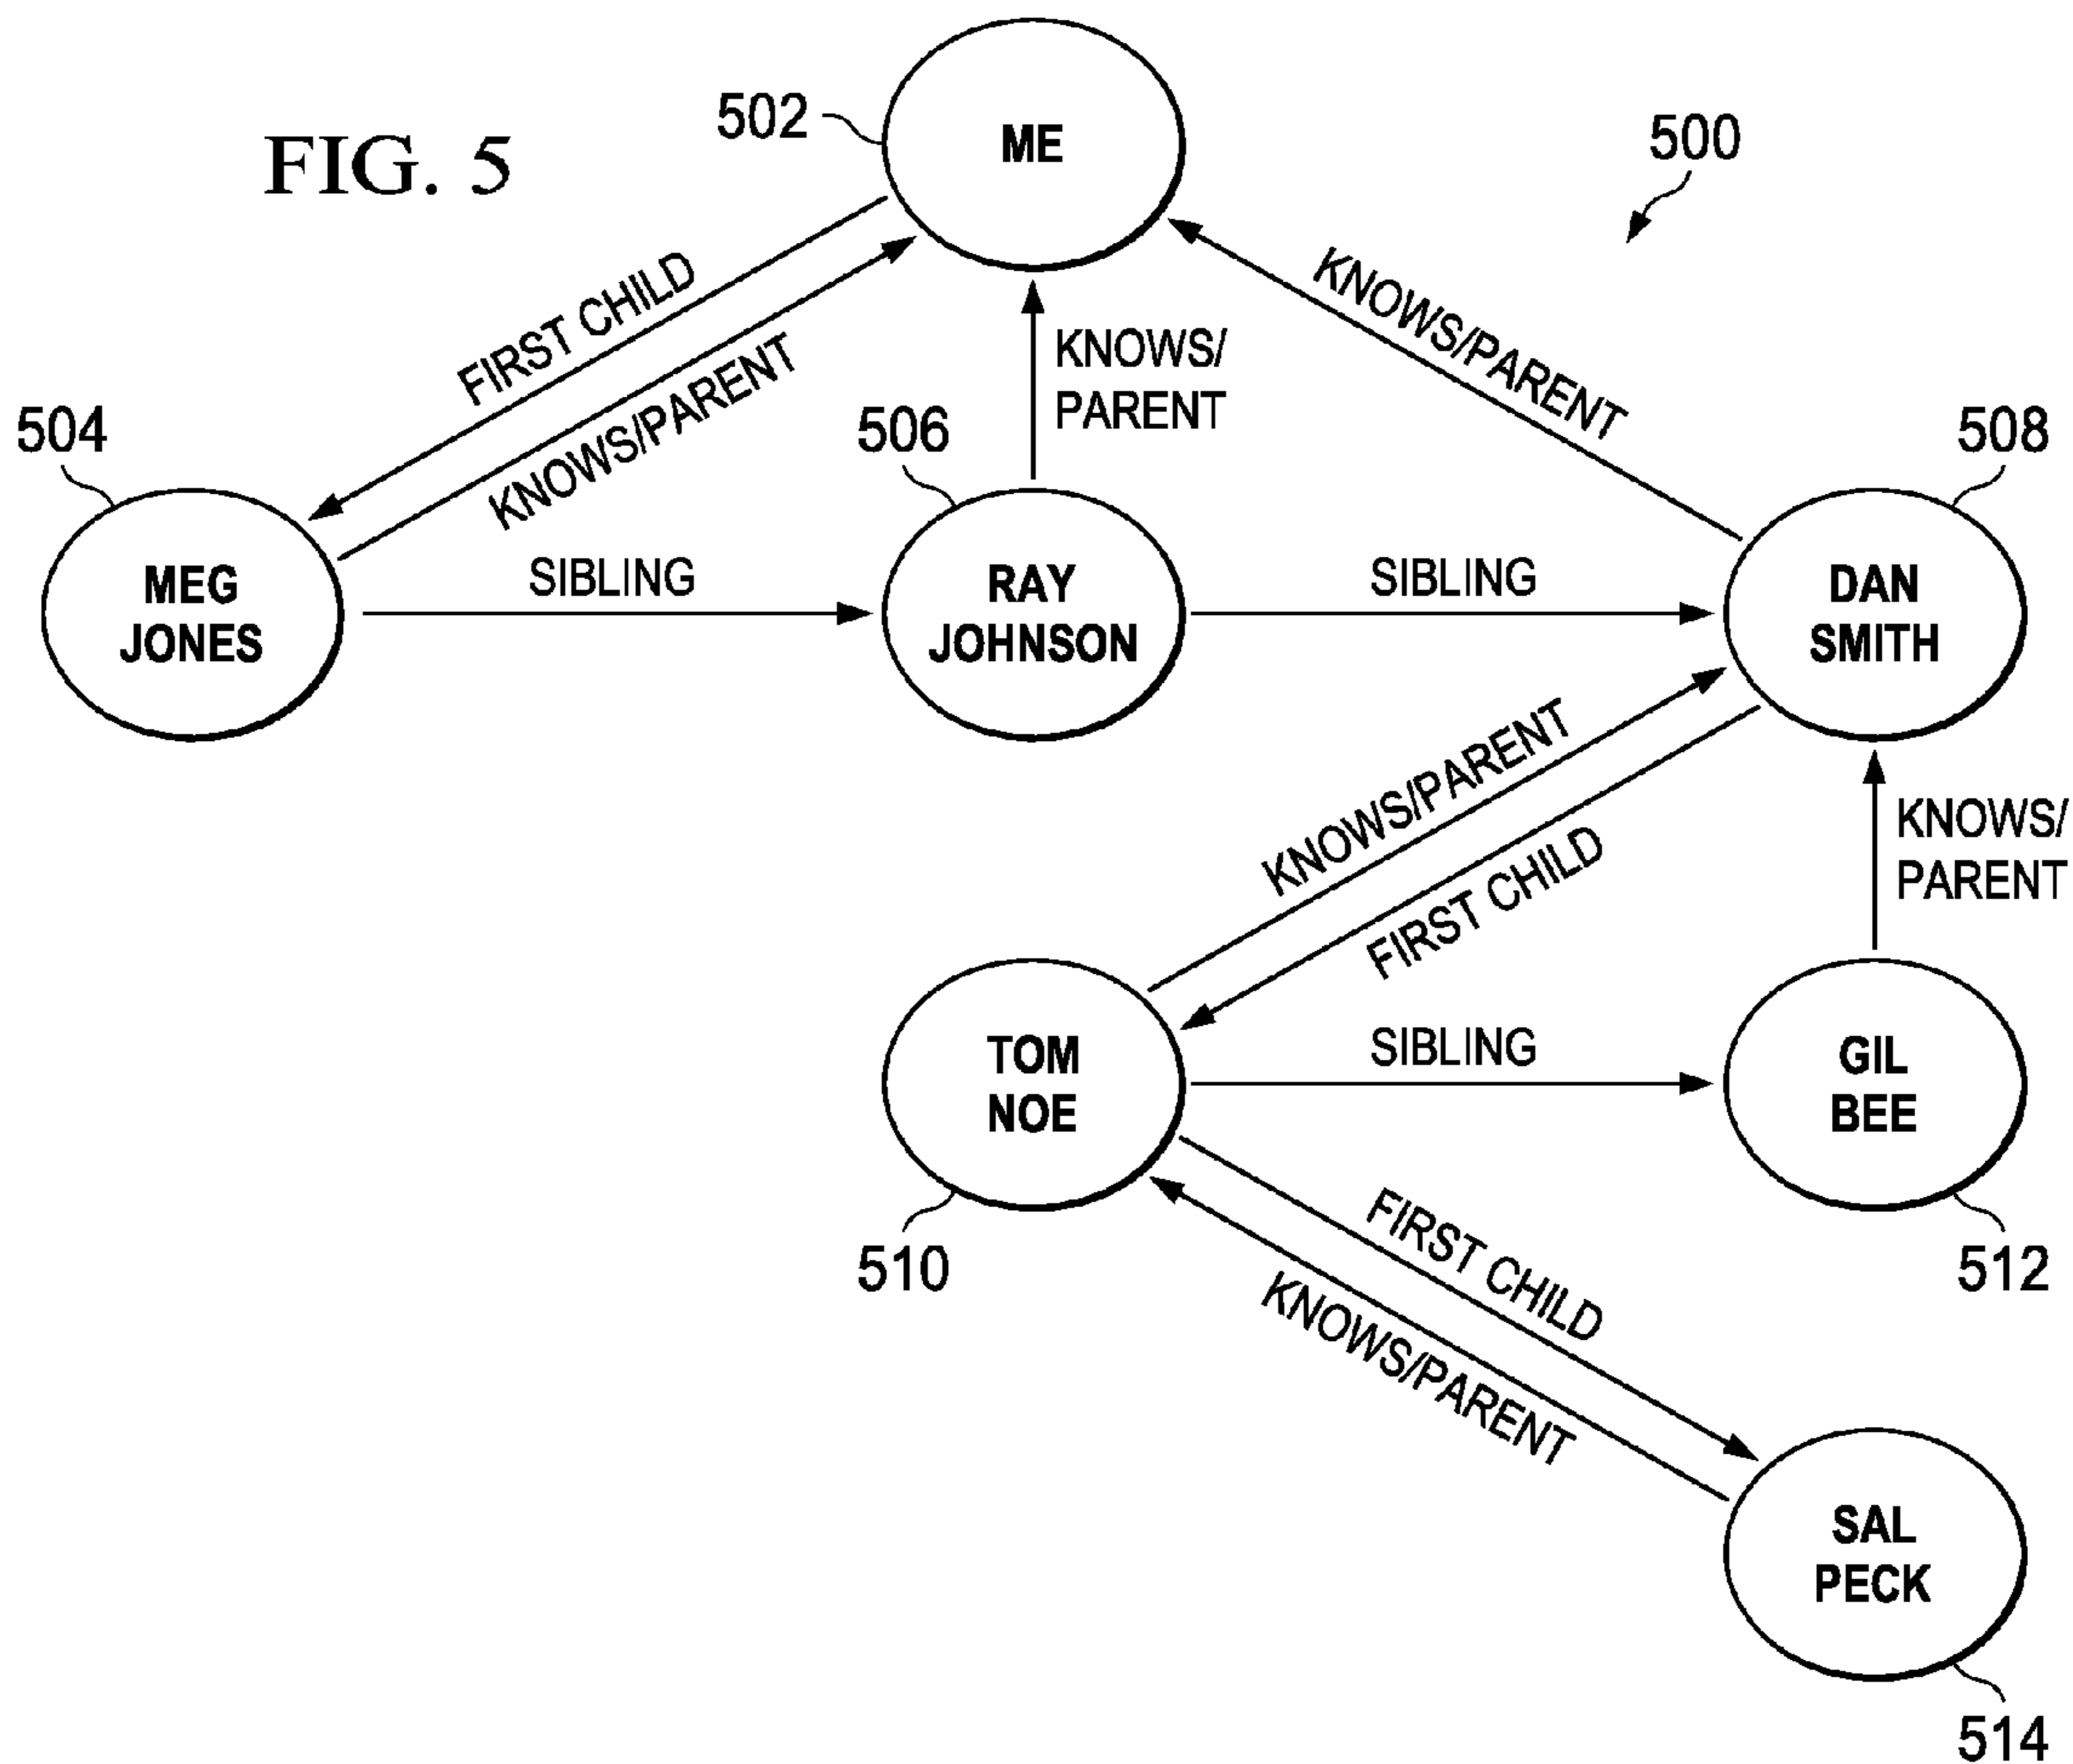 FIG. 5
502
ME
500
FIRST CHILD
KNOWS/PARENT
KNOWS/
PARENT
KNOWS/PARENT
504
506
508
MEG
JONES
SIBLING
RAY
JOHNSON
SIBLING
DAN
SMITH
KNOWS/PARENT
FIRST CHILD
KNOWS/
PARENT
TOM
NOE
SIBLING
GIL
BEE
510
512
FIRST CHILD
KNOWS/PARENT
SAL
PECK
514